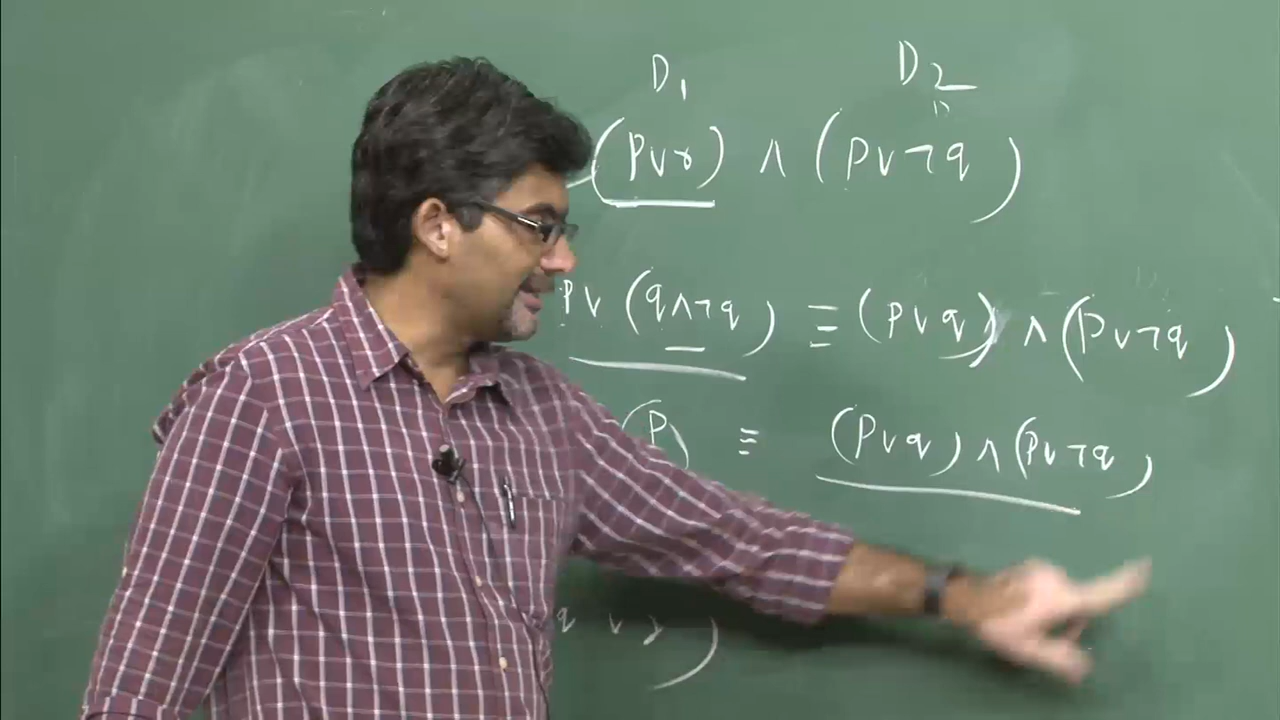 D₁ D₂
(P∨r) ∧ (P∨¬q)
P∨(q∧¬q) ≡ (P∨q) ∧ (P∨¬q)
(P) ≡ (P∨q) ∧ (P∨¬q)
q ∨ r)